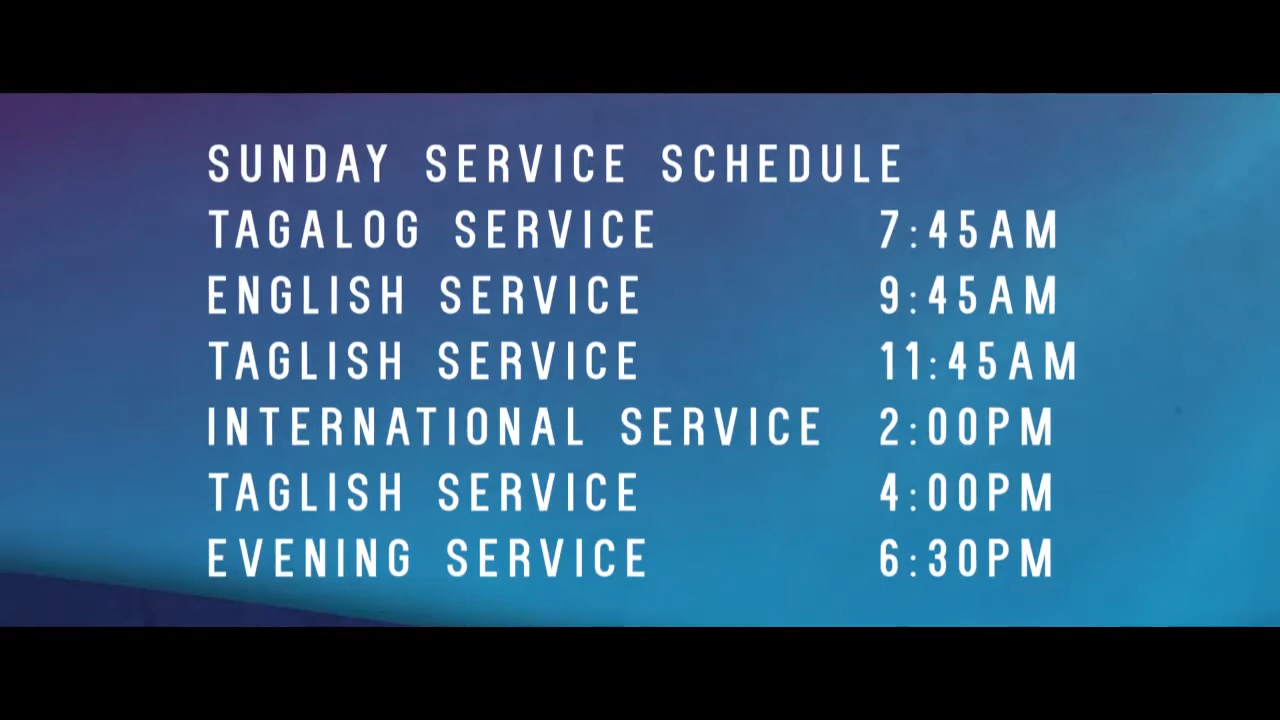 SUNDAY SERVICE SCHEDULE
TAGALOG SERVICE 7:45AM
ENGLISH SERVICE 9:45AM
TAGLISH SERVICE 11:45AM
INTERNATIONAL SERVICE 2:00PM
TAGLISH SERVICE 4:00PM
EVENING SERVICE 6:30PM